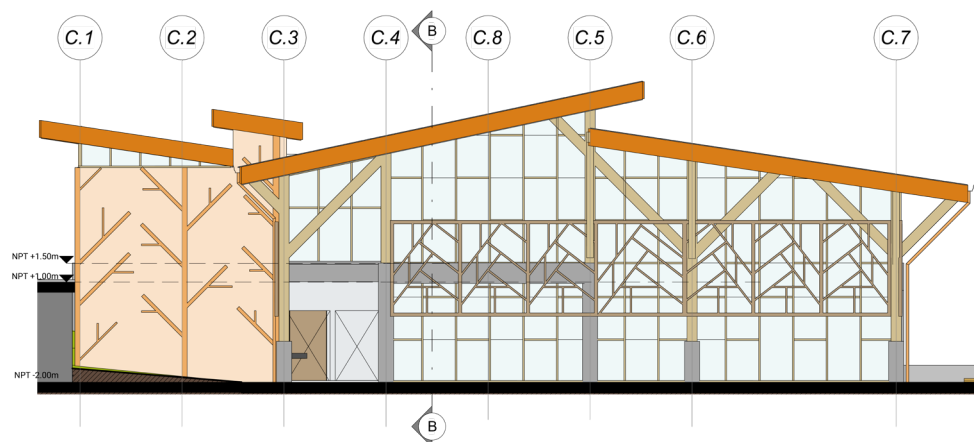 C.1
C.2
C.3
C.4
B
C.8
C.5
C.6
C.7
NPT +1.50m
NPT +1.00m
NPT -2.00m
B